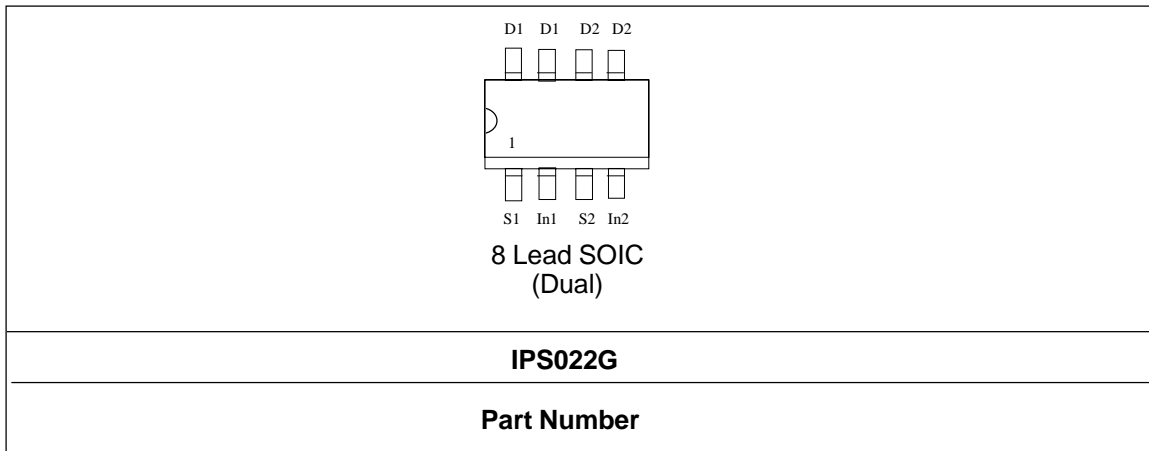 D1 D1 D2 D2
1
S1 In1 S2 In2
8 Lead SOIC
(Dual)
IPS022G
Part Number